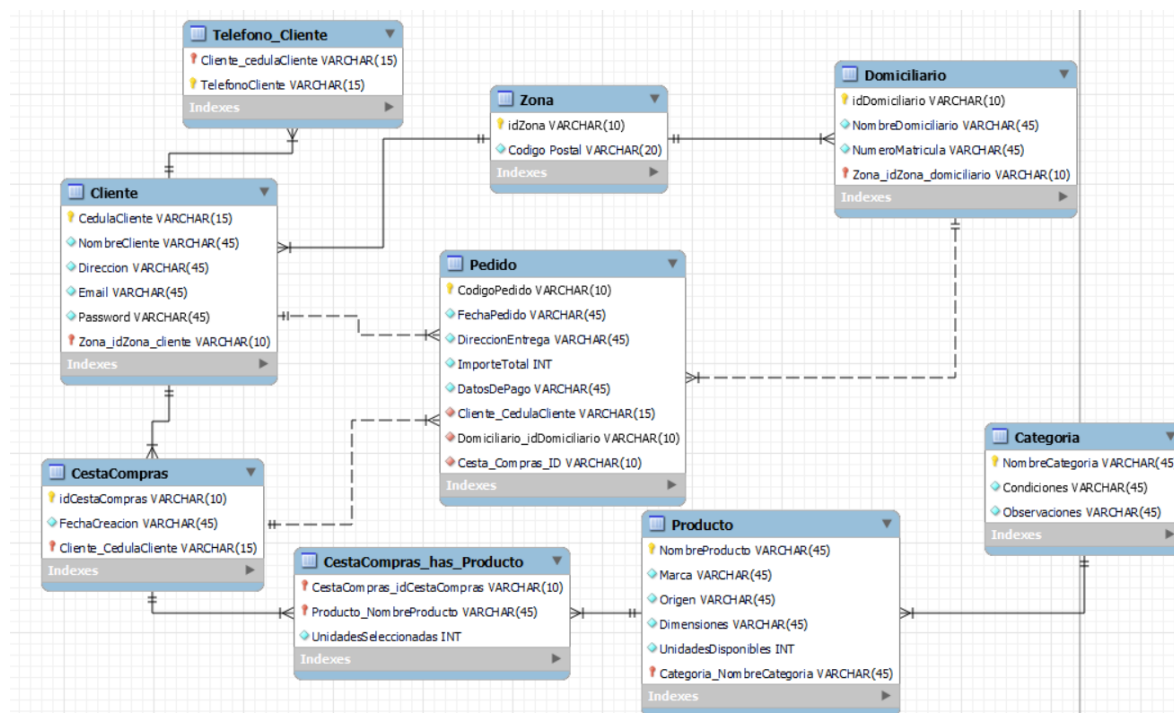 Telefono_Cliente
Cliente_cedulaCliente VARCHAR(15)
TelefonoCliente VARCHAR(15)
Indexes
Zona
idZona VARCHAR(10)
Codigo Postal VARCHAR(20)
Indexes
Domiciliario
idDomiciliario VARCHAR(10)
NombreDomiciliario VARCHAR(45)
NumeroMatricula VARCHAR(45)
Zona_idZona_domiciliario VARCHAR(10)
Indexes
Cliente
CedulaCliente VARCHAR(15)
NombreCliente VARCHAR(45)
Direccion VARCHAR(45)
Email VARCHAR(45)
Password VARCHAR(45)
Zona_idZona_cliente VARCHAR(10)
Indexes
Pedido
CodigoPedido VARCHAR(10)
FechaPedido VARCHAR(45)
DireccionEntrega VARCHAR(45)
ImporteTotal INT
DatosDePago VARCHAR(45)
Cliente_CedulaCliente VARCHAR(15)
Domiciliario_idDomiciliario VARCHAR(10)
Cesta_Compras_ID VARCHAR(10)
Indexes
Categoria
NombreCategoria VARCHAR(45
Condiciones VARCHAR(45)
Observaciones VARCHAR(45)
Indexes
CestaCompras
idCestaCompras VARCHAR(10)
FechaCreacion VARCHAR(45)
Cliente_CedulaCliente VARCHAR(15)
Indexes
CestaCompras_has_Producto
CestaCompras_idCestaCompras VARCHAR(10)
Producto_NombreProducto VARCHAR(45)
UnidadesSeleccionadas INT
Indexes
Producto
NombreProducto VARCHAR(45)
Marca VARCHAR(45)
Origen VARCHAR(45)
Dimensiones VARCHAR(45)
UnidadesDisponibles INT
Categoria_NombreCategoria VARCHAR(45)
Indexes